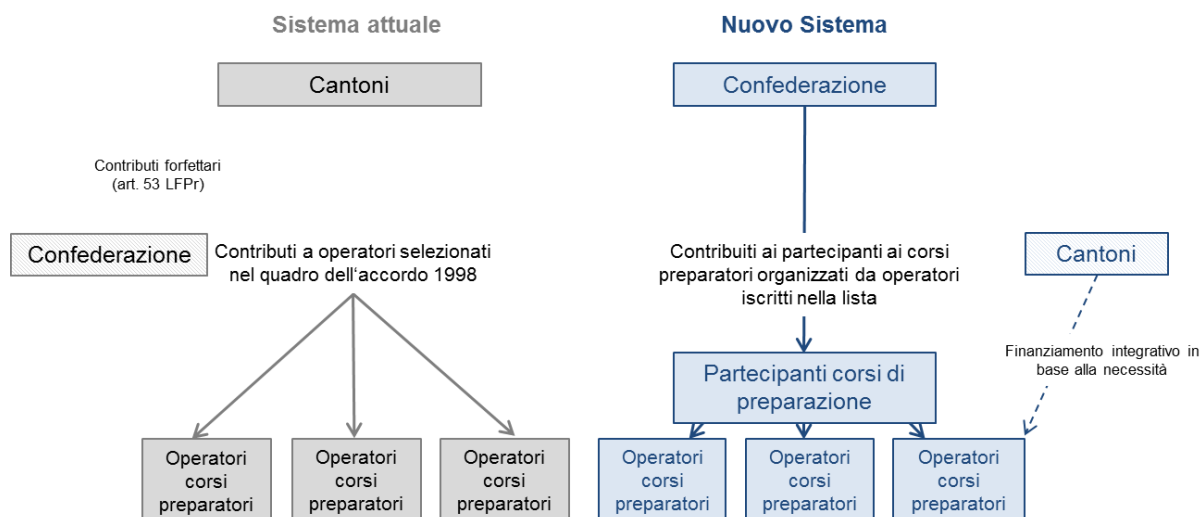 Sistema attuale
Cantoni
Contributi forfettari
(art. 53 LFPr)
Confederazione
Contributi a operatori selezionati
nel quadro dell'accordo 1998
Operatori
corsi
preparatori
Operatori
corsi
preparatori
Operatori
corsi
preparatori
Nuovo Sistema
Confederazione
Contribuiti ai partecipanti ai corsi
preparatori organizzati da operatori
iscritti nella lista
Cantoni
Finanziamento integrativo in
base alla necessità
Partecipanti corsi di
preparazione
Operatori
corsi
preparatori
Operatori
corsi
preparatori
Operatori
corsi
preparatori